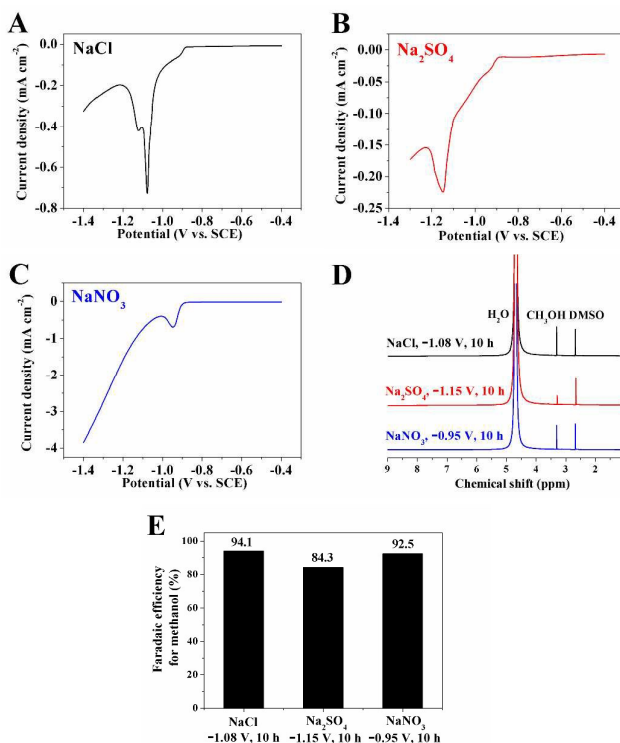 A
NaCl
0.0
-0.2
-0.4
-0.6
-0.8
Current density (mA cm⁻²)
-1.4 -1.2 -1.0 -0.8 -0.6 -0.4
Potential (V vs. SCE)
B
Na₂SO₄
0.00
-0.05
-0.10
-0.15
-0.20
-0.25
Current density (mA cm⁻²)
-1.4 -1.2 -1.0 -0.8 -0.6 -0.4
Potential (V vs. SCE)
C
NaNO₃
0
-1
-2
-3
-4
Current density (mA cm⁻²)
-1.4 -1.2 -1.0 -0.8 -0.6 -0.4
Potential (V vs. SCE)
D
H₂O CH₃OH DMSO
NaCl, −1.08 V, 10 h
Na₂SO₄, −1.15 V, 10 h
NaNO₃, −0.95 V, 10 h
9 8 7 6 5 4 3 2
Chemical shift (ppm)
E
100
80
60
40
20
0
Faradaic efficiency
for methanol (%)
94.1
84.3
92.5
NaCl Na₂SO₄ NaNO₃
−1.08 V, 10 h −1.15 V, 10 h −0.95 V, 10 h